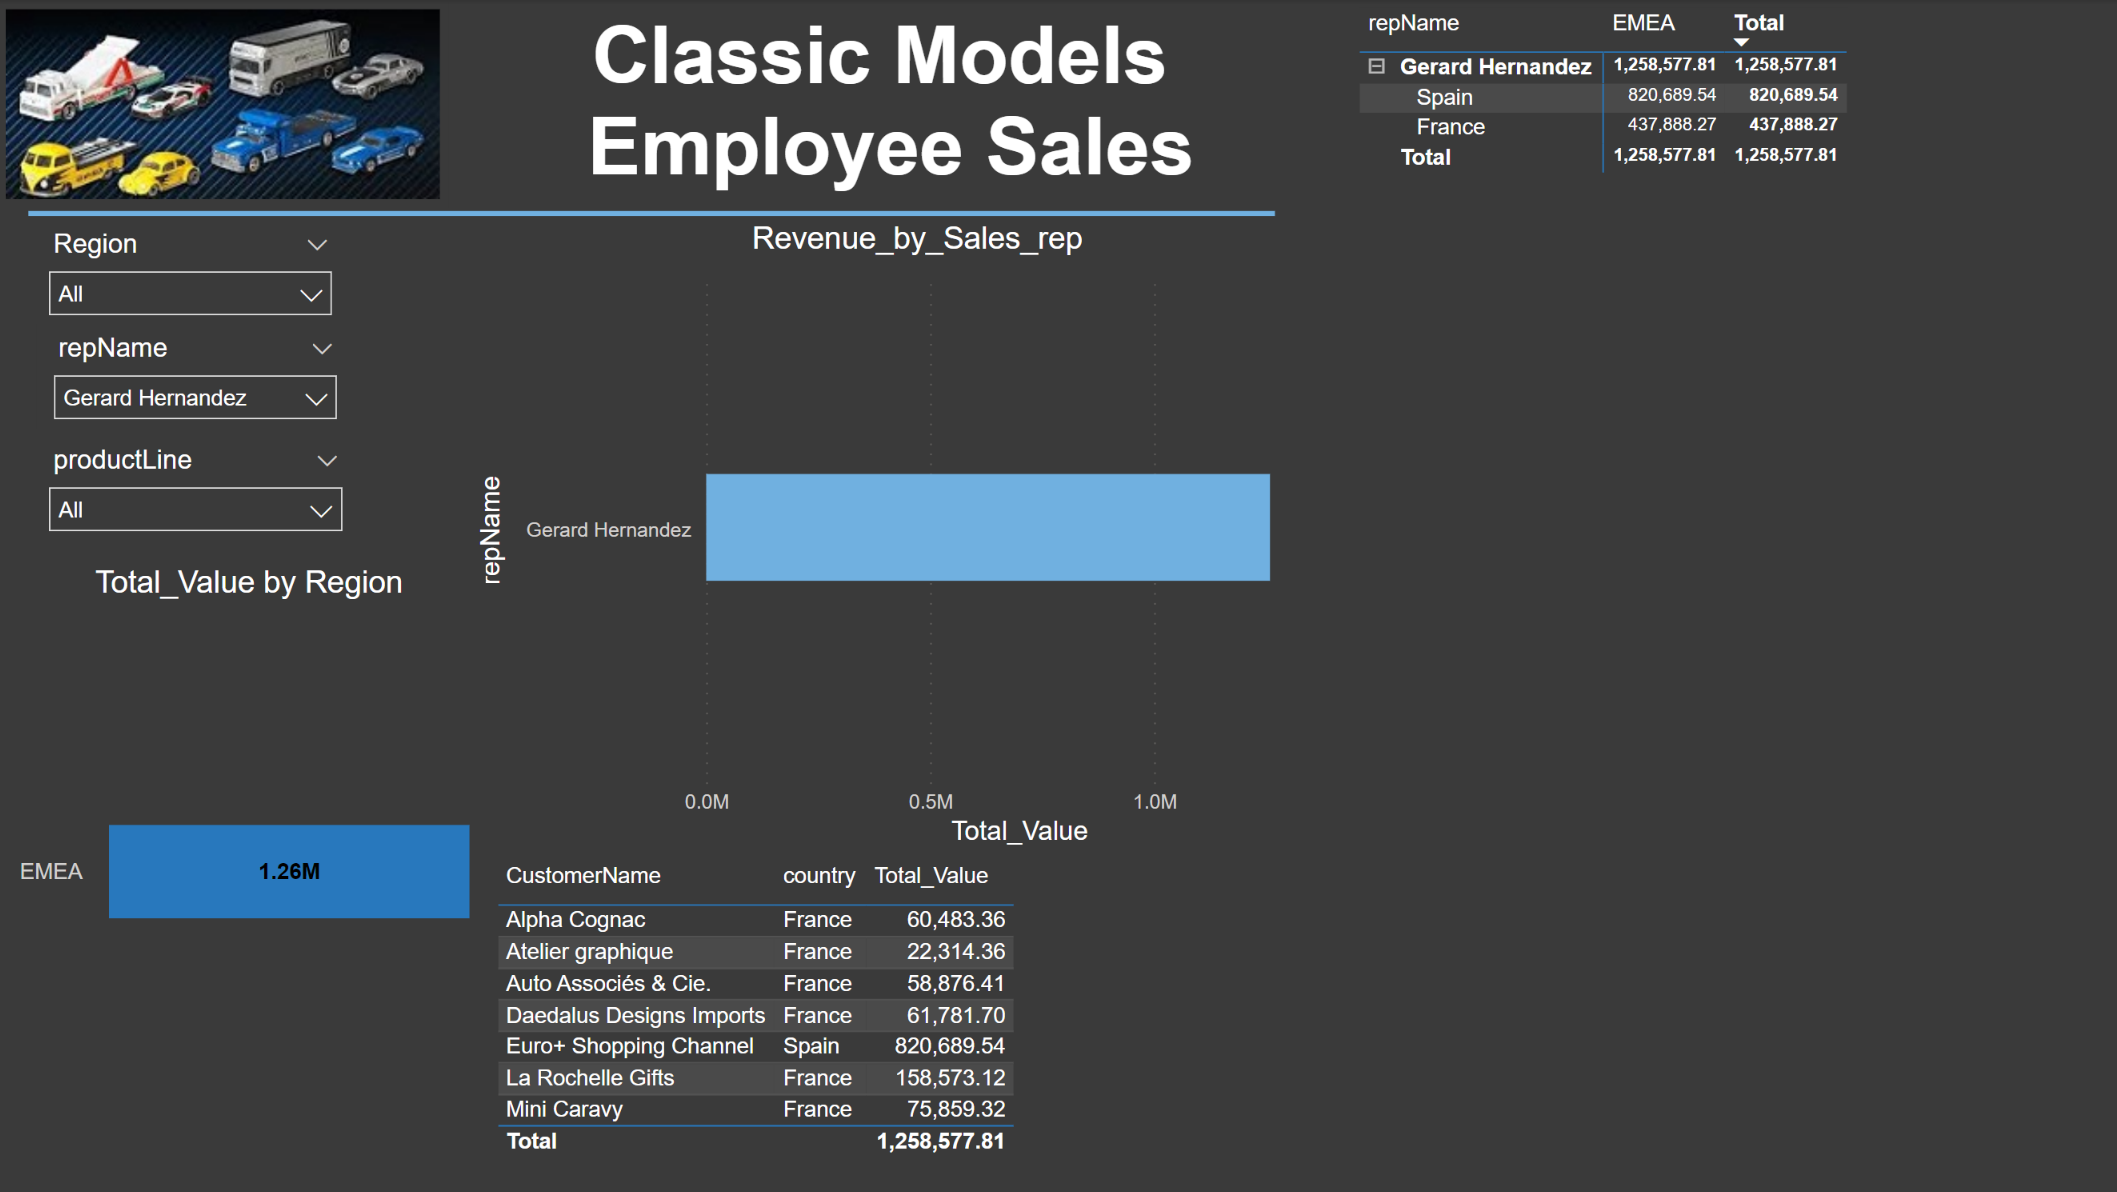 Classic Models
Employee Sales
repName EMEA Total
Gerard Hernandez 1,258,577.81 1,258,577.81
Spain 820,689.54 820,689.54
France 437,888.27 437,888.27
Total 1,258,577.81 1,258,577.81
Region
All
repName
Gerard Hernandez
productLine
All
Total_Value by Region
EMEA 1.26M
Revenue_by_Sales_rep
repName
Gerard Hernandez
0.0M 0.5M 1.0M
Total_Value
CustomerName country Total_Value
Alpha Cognac France 60,483.36
Atelier graphique France 22,314.36
Auto Associés & Cie. France 58,876.41
Daedalus Designs Imports France 61,781.70
Euro+ Shopping Channel Spain 820,689.54
La Rochelle Gifts France 158,573.12
Mini Caravy France 75,859.32
Total 1,258,577.81